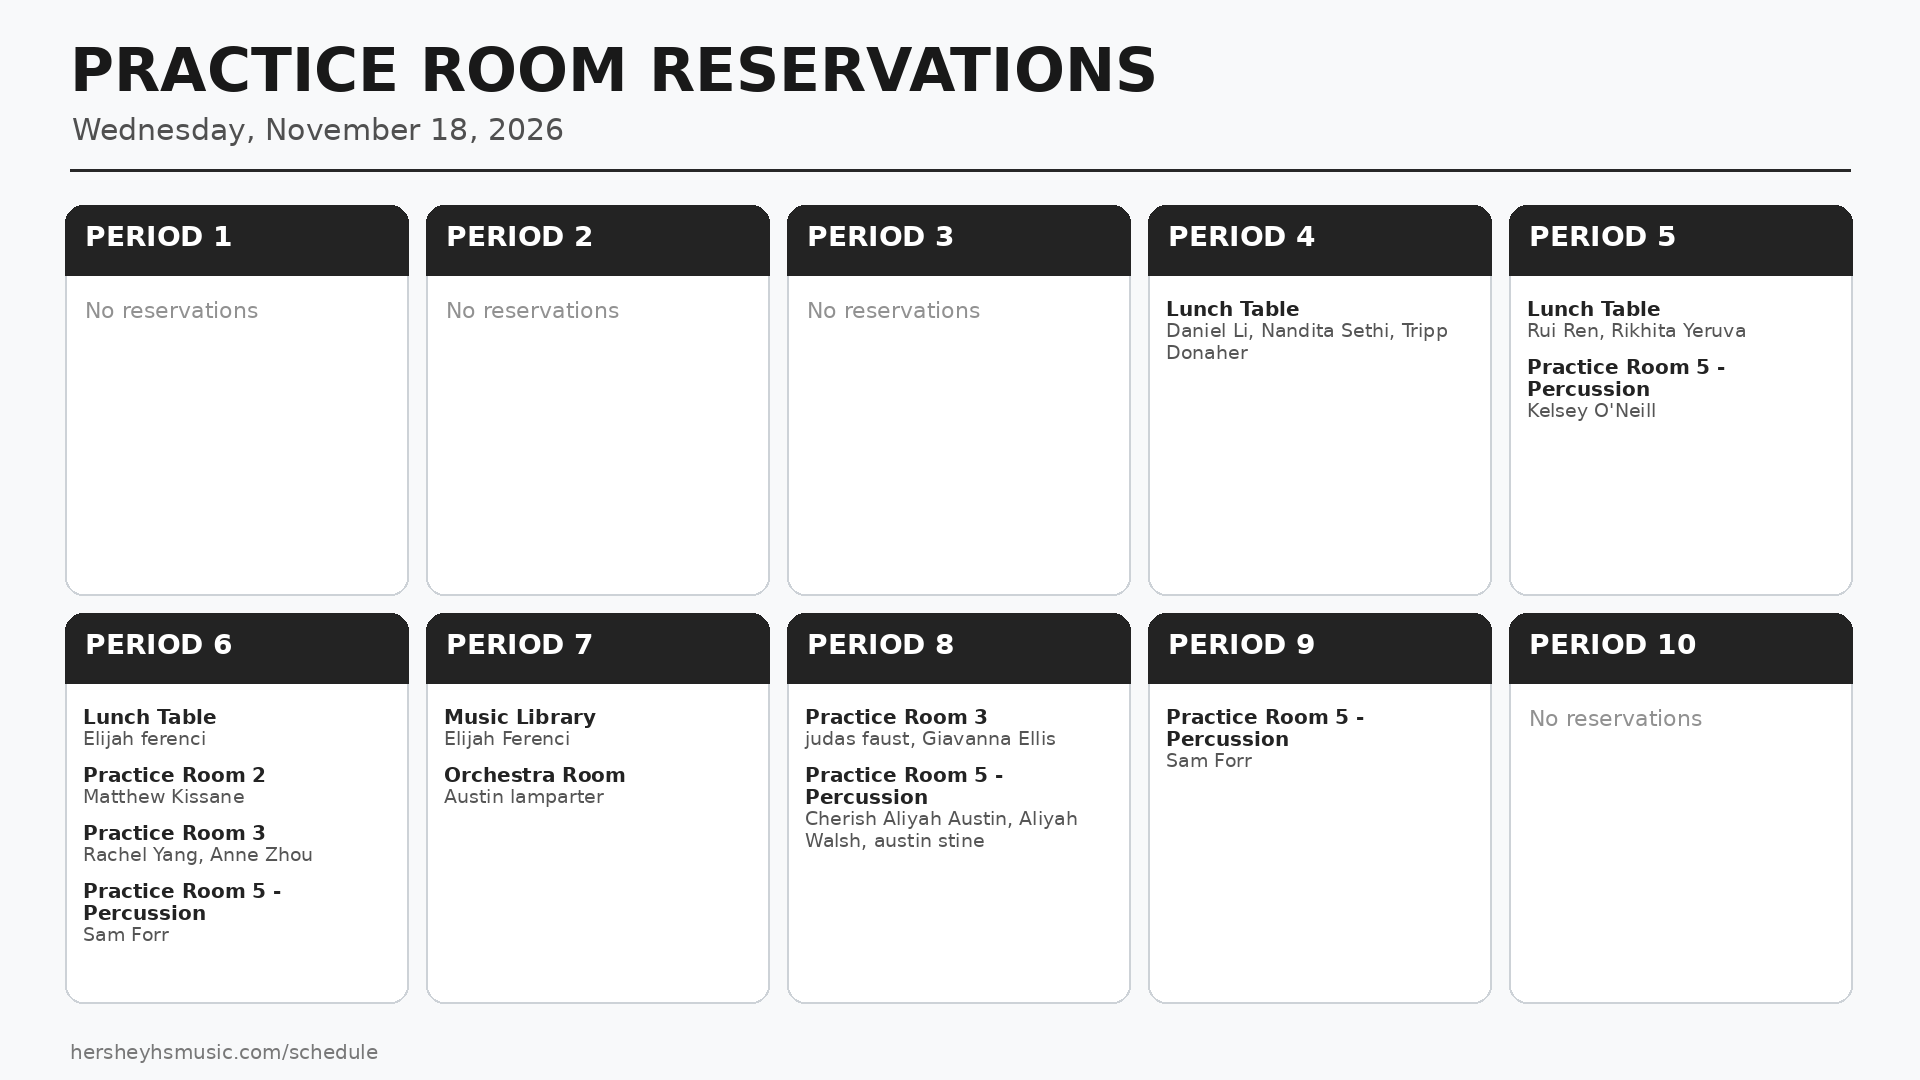 PRACTICE ROOM RESERVATIONS
Wednesday, November 18, 2026
PERIOD 1
No reservations
PERIOD 2
No reservations
PERIOD 3
No reservations
PERIOD 4
Lunch Table
Daniel Li, Nandita Sethi, Tripp
Donaher
PERIOD 5
Lunch Table
Rui Ren, Rikhita Yeruva
Practice Room 5 -
Percussion
Kelsey O'Neill
PERIOD 6
Lunch Table
Elijah ferenci
Practice Room 2
Matthew Kissane
Practice Room 3
Rachel Yang, Anne Zhou
Practice Room 5 -
Percussion
Sam Forr
PERIOD 7
Music Library
Elijah Ferenci
Orchestra Room
Austin lamparter
PERIOD 8
Practice Room 3
judas faust, Giavanna Ellis
Practice Room 5 -
Percussion
Cherish Aliyah Austin, Aliyah
Walsh, austin stine
PERIOD 9
Practice Room 5 -
Percussion
Sam Forr
PERIOD 10
No reservations
hersheyhsmusic.com/schedule